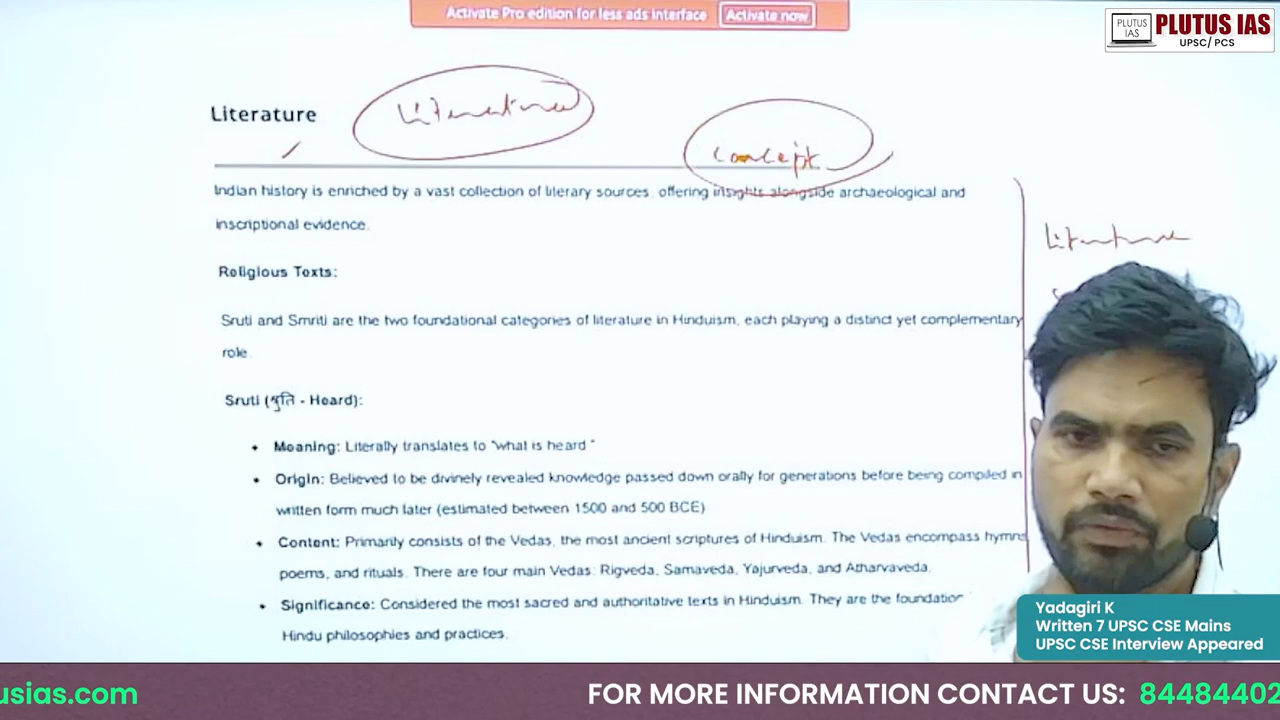 Activate Pro edition for less ads interface Activate now
PLUTUS IAS
PLUTUS IAS
UPSC/ PCS
Literature
Literature
concept
Indian history is enriched by a vast collection of literary sources, offering insights alongside archaeological and
inscriptional evidence.
Literature
Religious Texts:
Sruti and Smriti are the two foundational categories of literature in Hinduism, each playing a distinct yet complementary
role.
Sruti (श्रुति - Heard):
• Meaning: Literally translates to "what is heard."
• Origin: Believed to be divinely revealed knowledge passed down orally for generations before being compiled in
written form much later (estimated between 1500 and 500 BCE)
• Content: Primarily consists of the Vedas, the most ancient scriptures of Hinduism. The Vedas encompass hymns
poems, and rituals. There are four main Vedas: Rigveda, Samaveda, Yajurveda, and Atharvaveda.
• Significance: Considered the most sacred and authoritative texts in Hinduism. They are the foundation
Hindu philosophies and practices.
Yadagiri K
Written 7 UPSC CSE Mains
UPSC CSE Interview Appeared
usias.com FOR MORE INFORMATION CONTACT US: 84484402